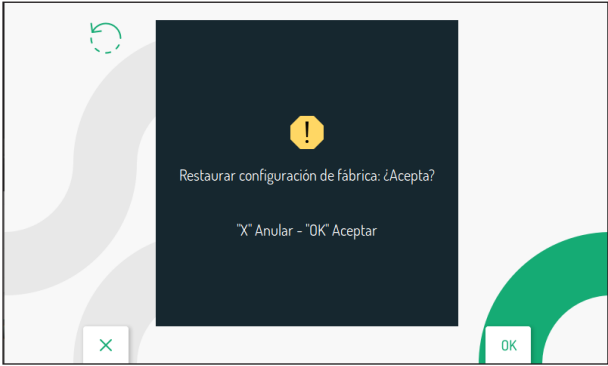 Restaurar configuración de fábrica: ¿Acepta?
"X" Anular - "OK" Aceptar
OK